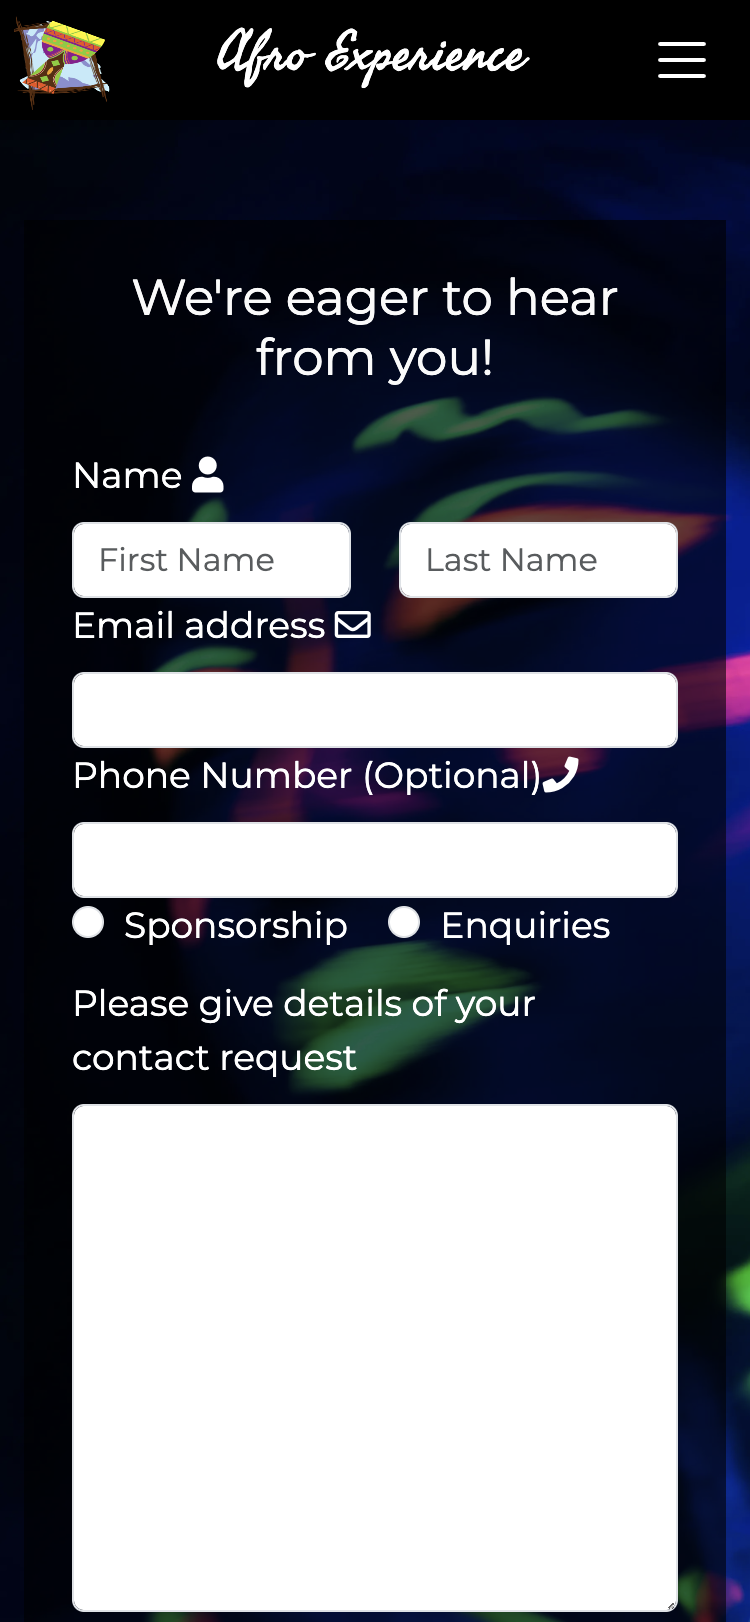 Afro Experience
We're eager to hear
from you!
Name
First Name
Last Name
Email address
Phone Number (Optional)
Sponsorship
Enquiries
Please give details of your
contact request